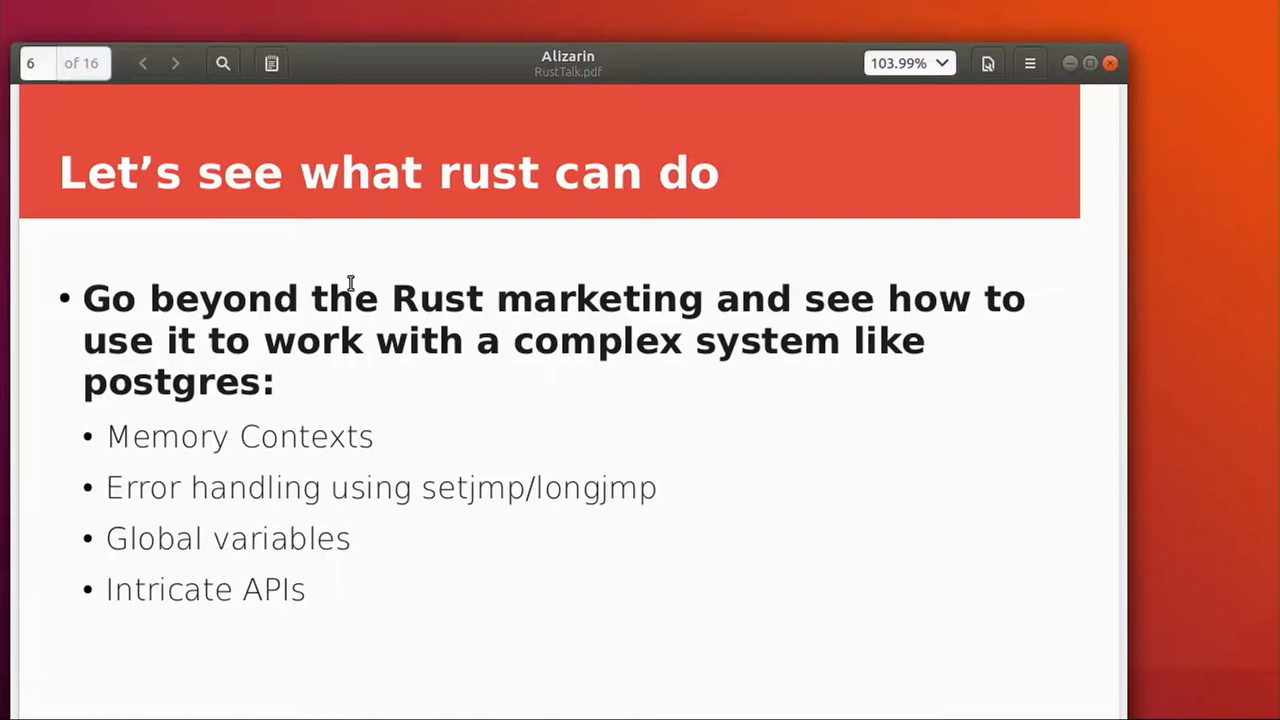 6 of 16
Alizarin
RustTalk.pdf
103.99%
Let’s see what rust can do
• Go beyond the Rust marketing and see how to
use it to work with a complex system like
postgres:
• Memory Contexts
• Error handling using setjmp/longjmp
• Global variables
• Intricate APIs